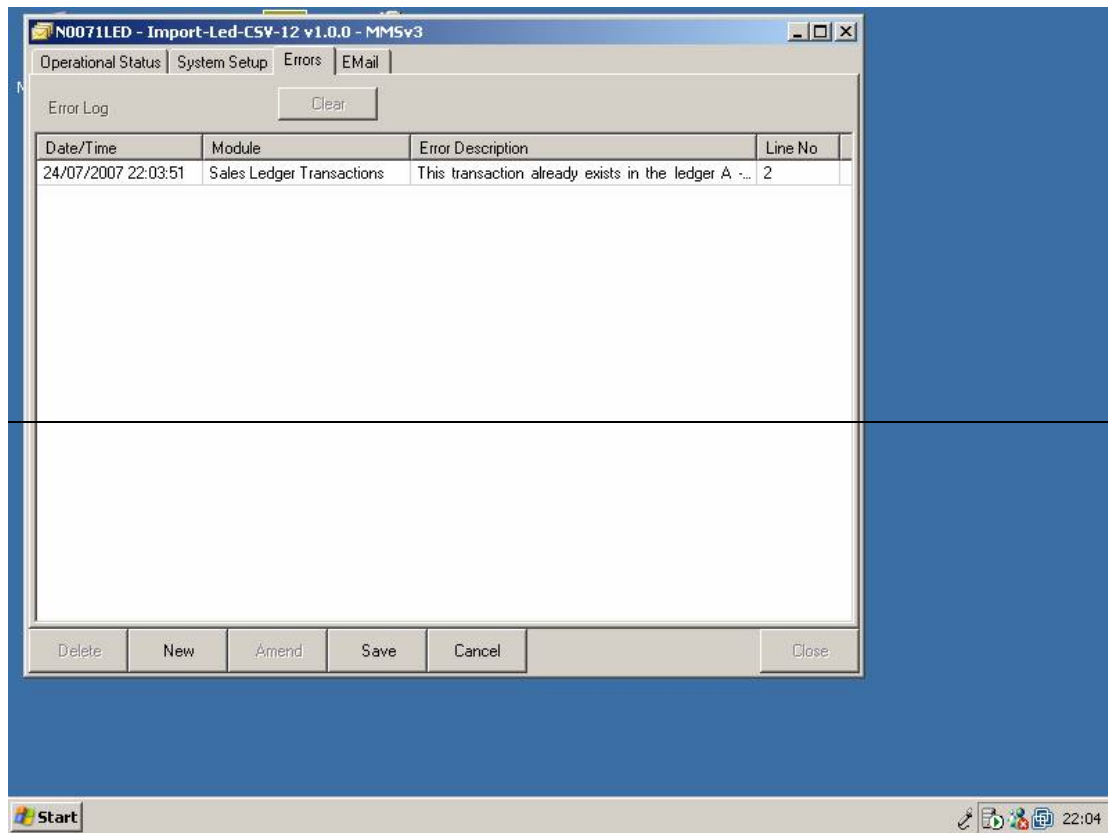 N0071LED - Import-Led-CSV-12 v1.0.0 - MMSv3
Operational Status System Setup Errors EMail
Error Log Clear
Date/Time Module Error Description Line No
24/07/2007 22:03:51 Sales Ledger Transactions This transaction already exists in the ledger A -... 2
Delete New Amend Save Cancel Close
Start 22:04